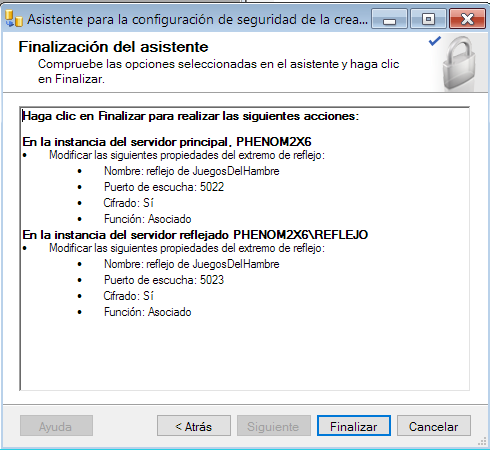 Asistente para la configuración de seguridad de la crea...
Finalización del asistente
Compruebe las opciones seleccionadas en el asistente y haga clic
en Finalizar.
Haga clic en Finalizar para realizar las siguientes acciones:
En la instancia del servidor principal, PHENOM2X6
• Modificar las siguientes propiedades del extremo de reflejo:
• Nombre: reflejo de JuegosDelHambre
• Puerto de escucha: 5022
• Cifrado: Sí
• Función: Asociado
En la instancia del servidor reflejado PHENOM2X6\REFLEJO
• Modificar las siguientes propiedades del extremo de reflejo:
• Nombre: reflejo de JuegosDelHambre
• Puerto de escucha: 5023
• Cifrado: Sí
• Función: Asociado
Ayuda
< Atrás
Siguiente
Finalizar
Cancelar